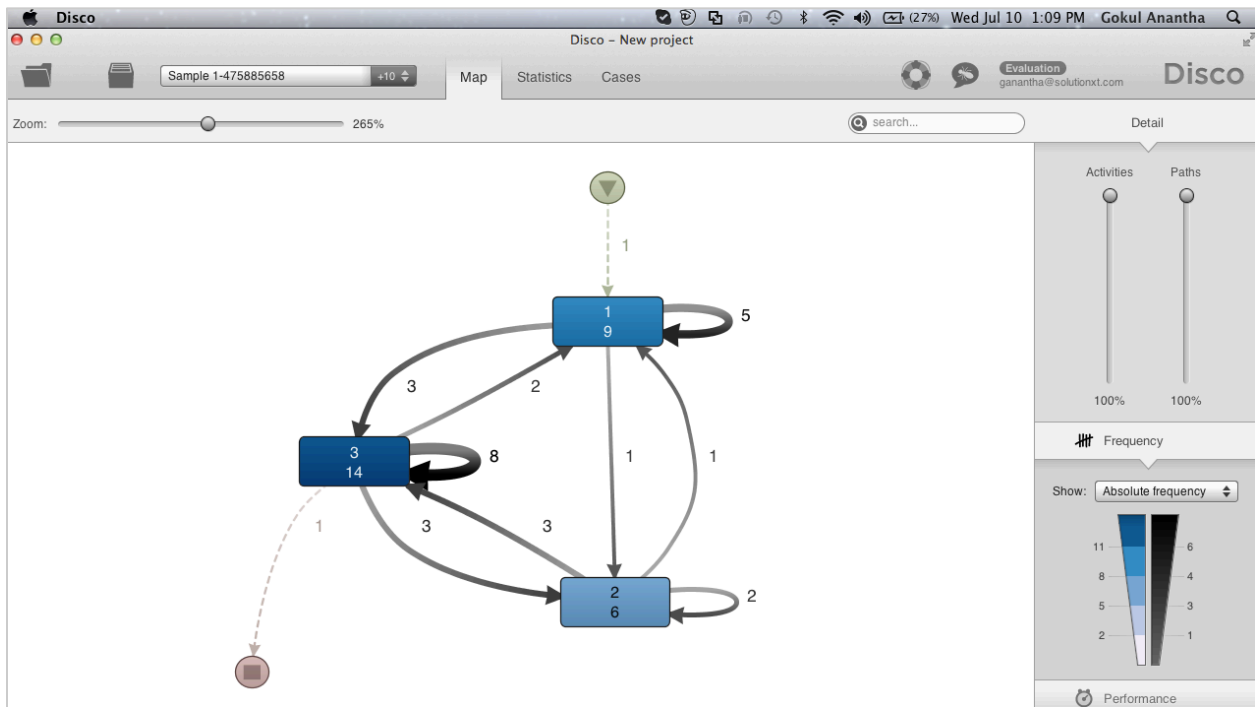 Disco (27%) Wed Jul 10 1:09 PM Gokul Anantha
Disco – New project
Sample 1-475885658 +10 Map Statistics Cases Evaluation Disco
ganantha@solutionxt.com
Zoom: 265% search... Detail
Activities Paths
1
1
9
5
3
2
100% 100%
Frequency
3
14
8
1
1
Show: Absolute frequency
1
3
3
11 6
8 4
2
6
2
5 3
2 1
Performance